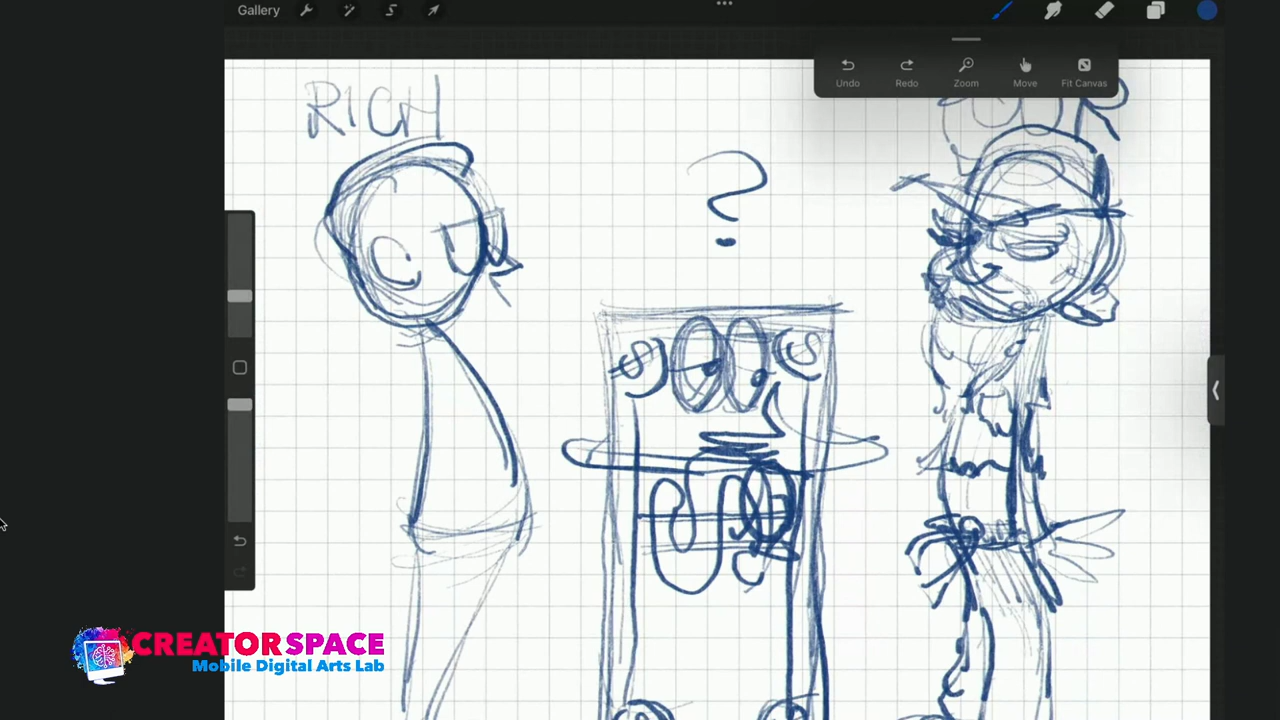 Gallery
Undo Redo Zoom Move Fit Canvas
RICH
?
CREATORSPACE
Mobile Digital Arts Lab